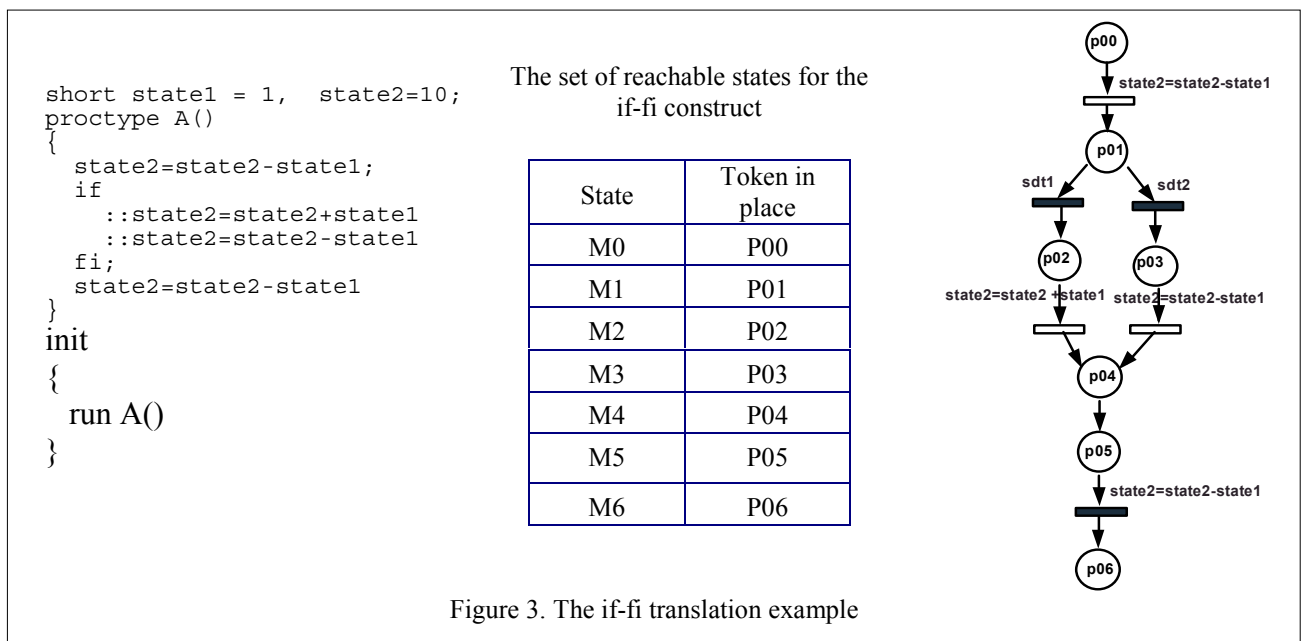 short state1 = 1,  state2=10;
proctype A()
{
  state2=state2-state1;
  if
    ::state2=state2+state1
    ::state2=state2-state1
  fi;
  state2=state2-state1
}
init
{
  run A()
}
The set of reachable states for the
if-fi construct
State Token in
place
M0 P00
M1 P01
M2 P02
M3 P03
M4 P04
M5 P05
M6 P06
p00
state2=state2-state1
p01
sdt1 sdt2
p02 p03
state2=state2 +state1 state2=state2-state1
p04
p05
state2=state2-state1
p06
Figure 3. The if-fi translation example